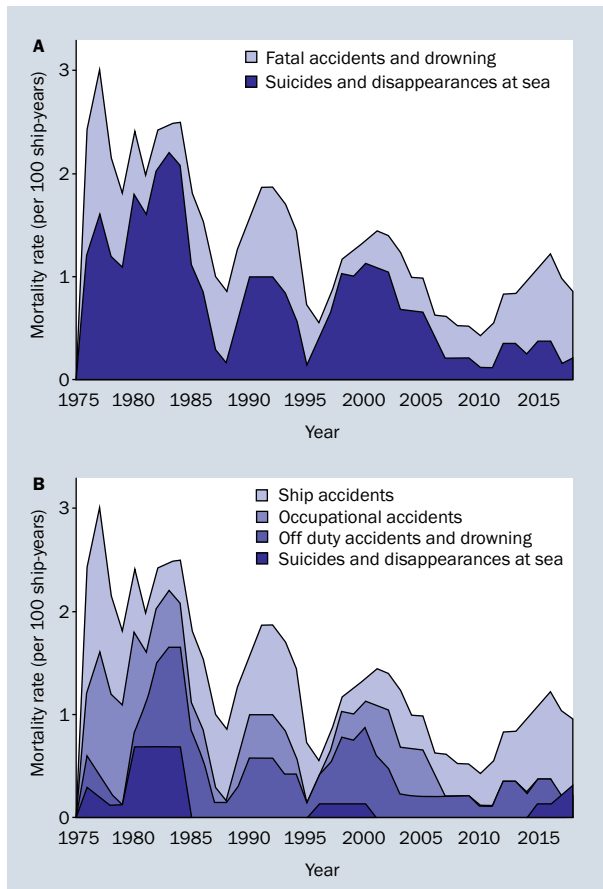 A
Fatal accidents and drowning
Suicides and disappearances at sea
Mortality rate (per 100 ship-years)
3
2
1
0
1975 1980 1985 1990 1995 2000 2005 2010 2015
Year
B
Ship accidents
Occupational accidents
Off duty accidents and drowning
Suicides and disappearances at sea
Mortality rate (per 100 ship-years)
3
2
1
0
1975 1980 1985 1990 1995 2000 2005 2010 2015
Year